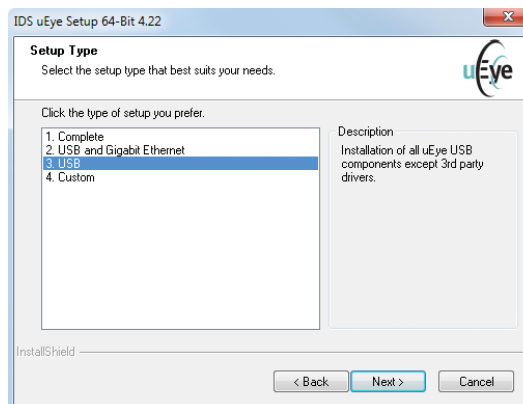 IDS uEye Setup 64-Bit 4.22
Setup Type
Select the setup type that best suits your needs.
uEye
Click the type of setup you prefer.
1. Complete
2. USB and Gigabit Ethernet
3. USB
4. Custom
Description
Installation of all uEye USB
components except 3rd party
drivers.
InstallShield
< Back
Next >
Cancel